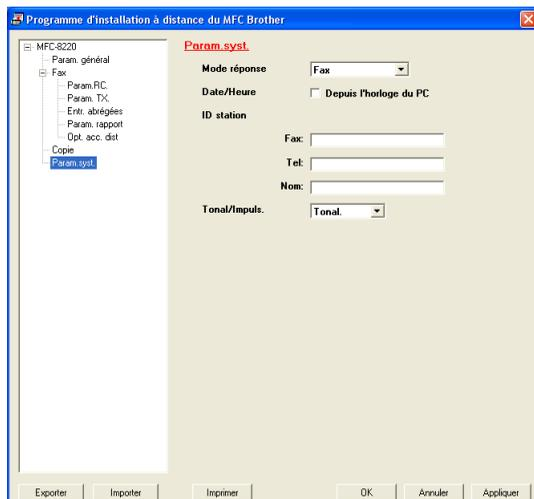 Programme d'installation à distance du MFC Brother
MFC-8220
Param. général
Fax
Param.RC.
Param. TX.
Entr. abrégées
Param. rapport
Opt. acc. dist
Copie
Param.syst.
Param.syst.
Mode réponse Fax
Date/Heure Depuis l'horloge du PC
ID station
Fax:
Tel:
Nom:
Tonal/Impuls. Tonal.
Exporter Importer Imprimer OK Annuler Appliquer